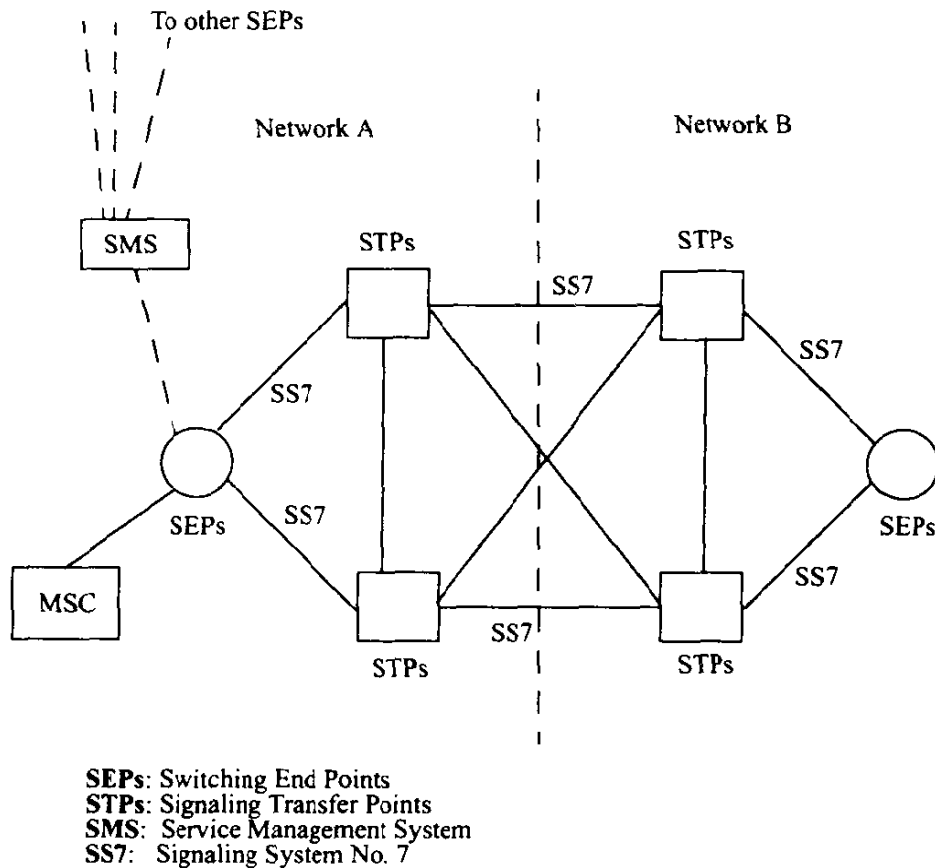 To other SEPs
Network A
Network B
SMS
STPs
STPs
SS7
SS7
SS7
SS7
SEPs
SEPs
MSC
SS7
SS7
STPs
STPs
SEPs: Switching End Points
STPs: Signaling Transfer Points
SMS: Service Management System
SS7: Signaling System No. 7